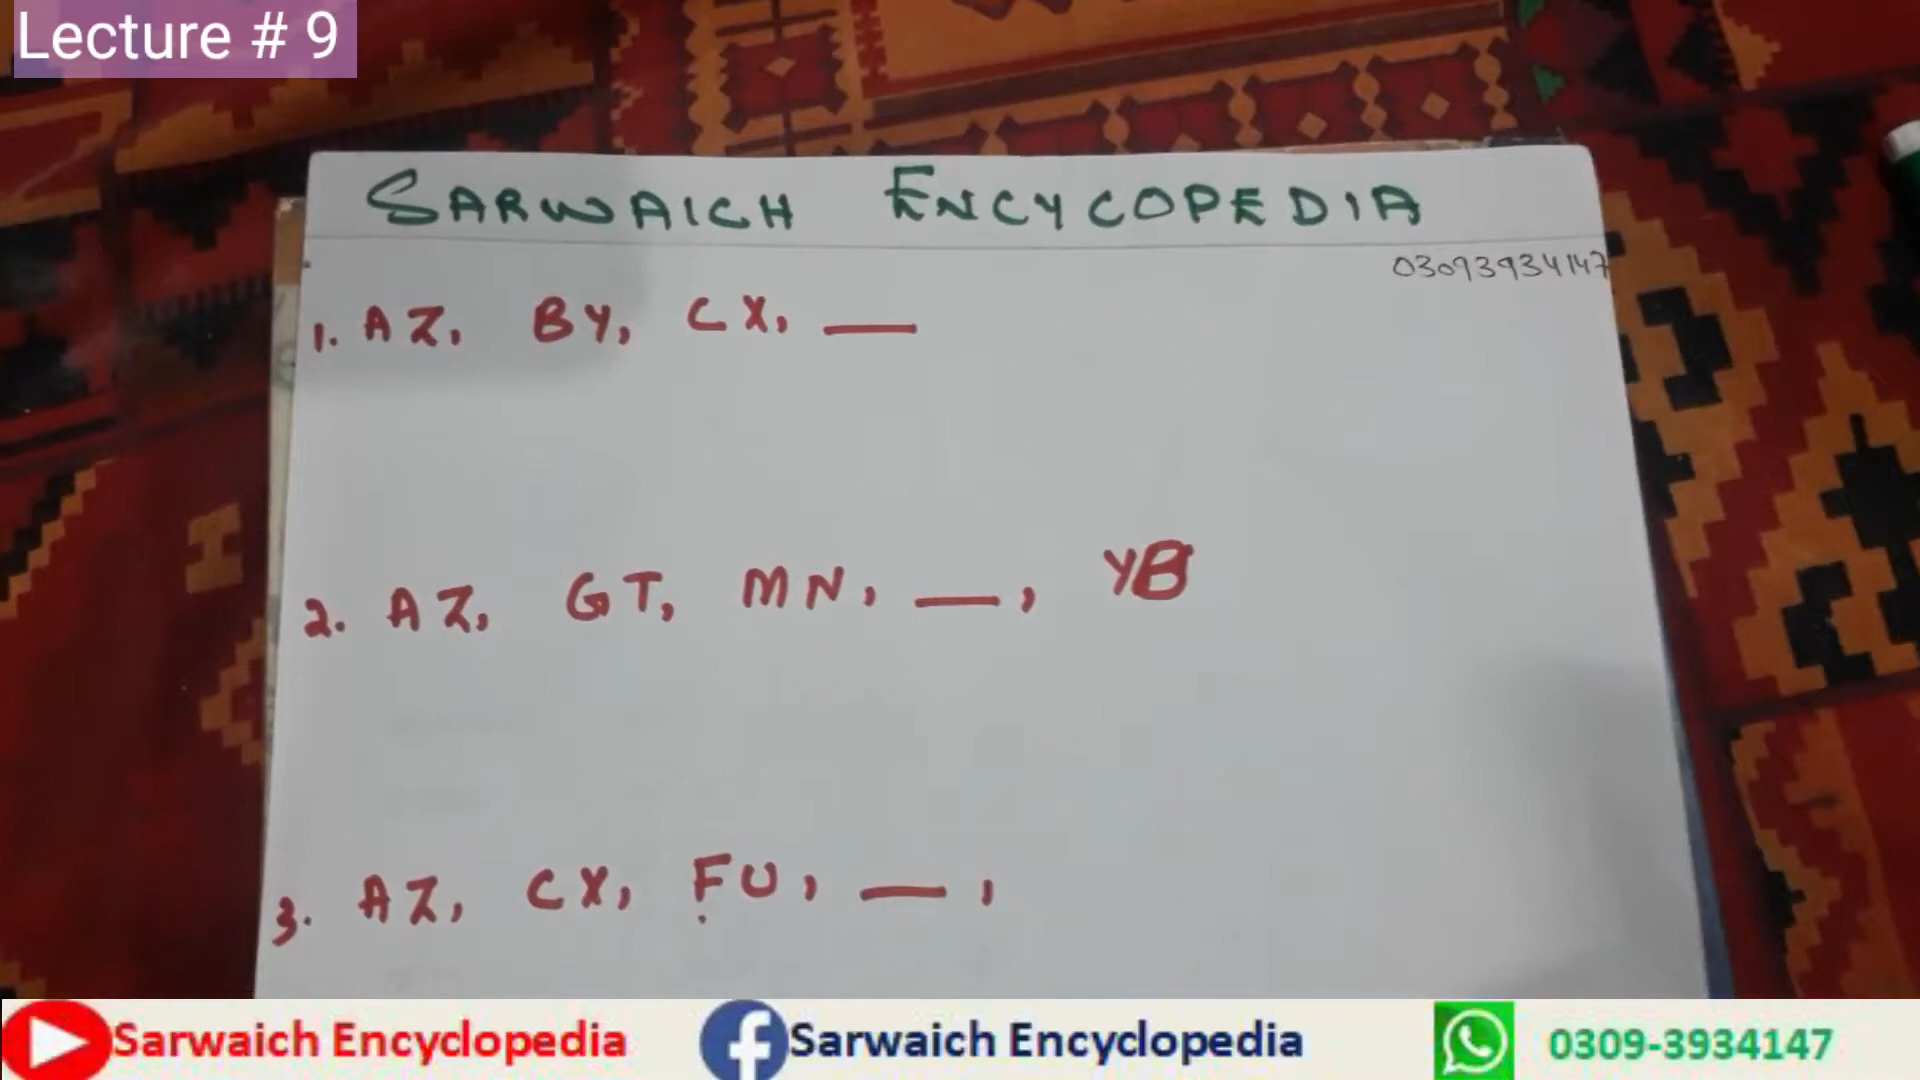 Lecture # 9
SARWAICH ENCYCOPEDIA
03093934147
1. AZ, BY, CX, __
2. AZ, GT, MN, __, YB
3. AZ, CX, FU, __,
Sarwaich Encyclopedia Sarwaich Encyclopedia 0309-3934147